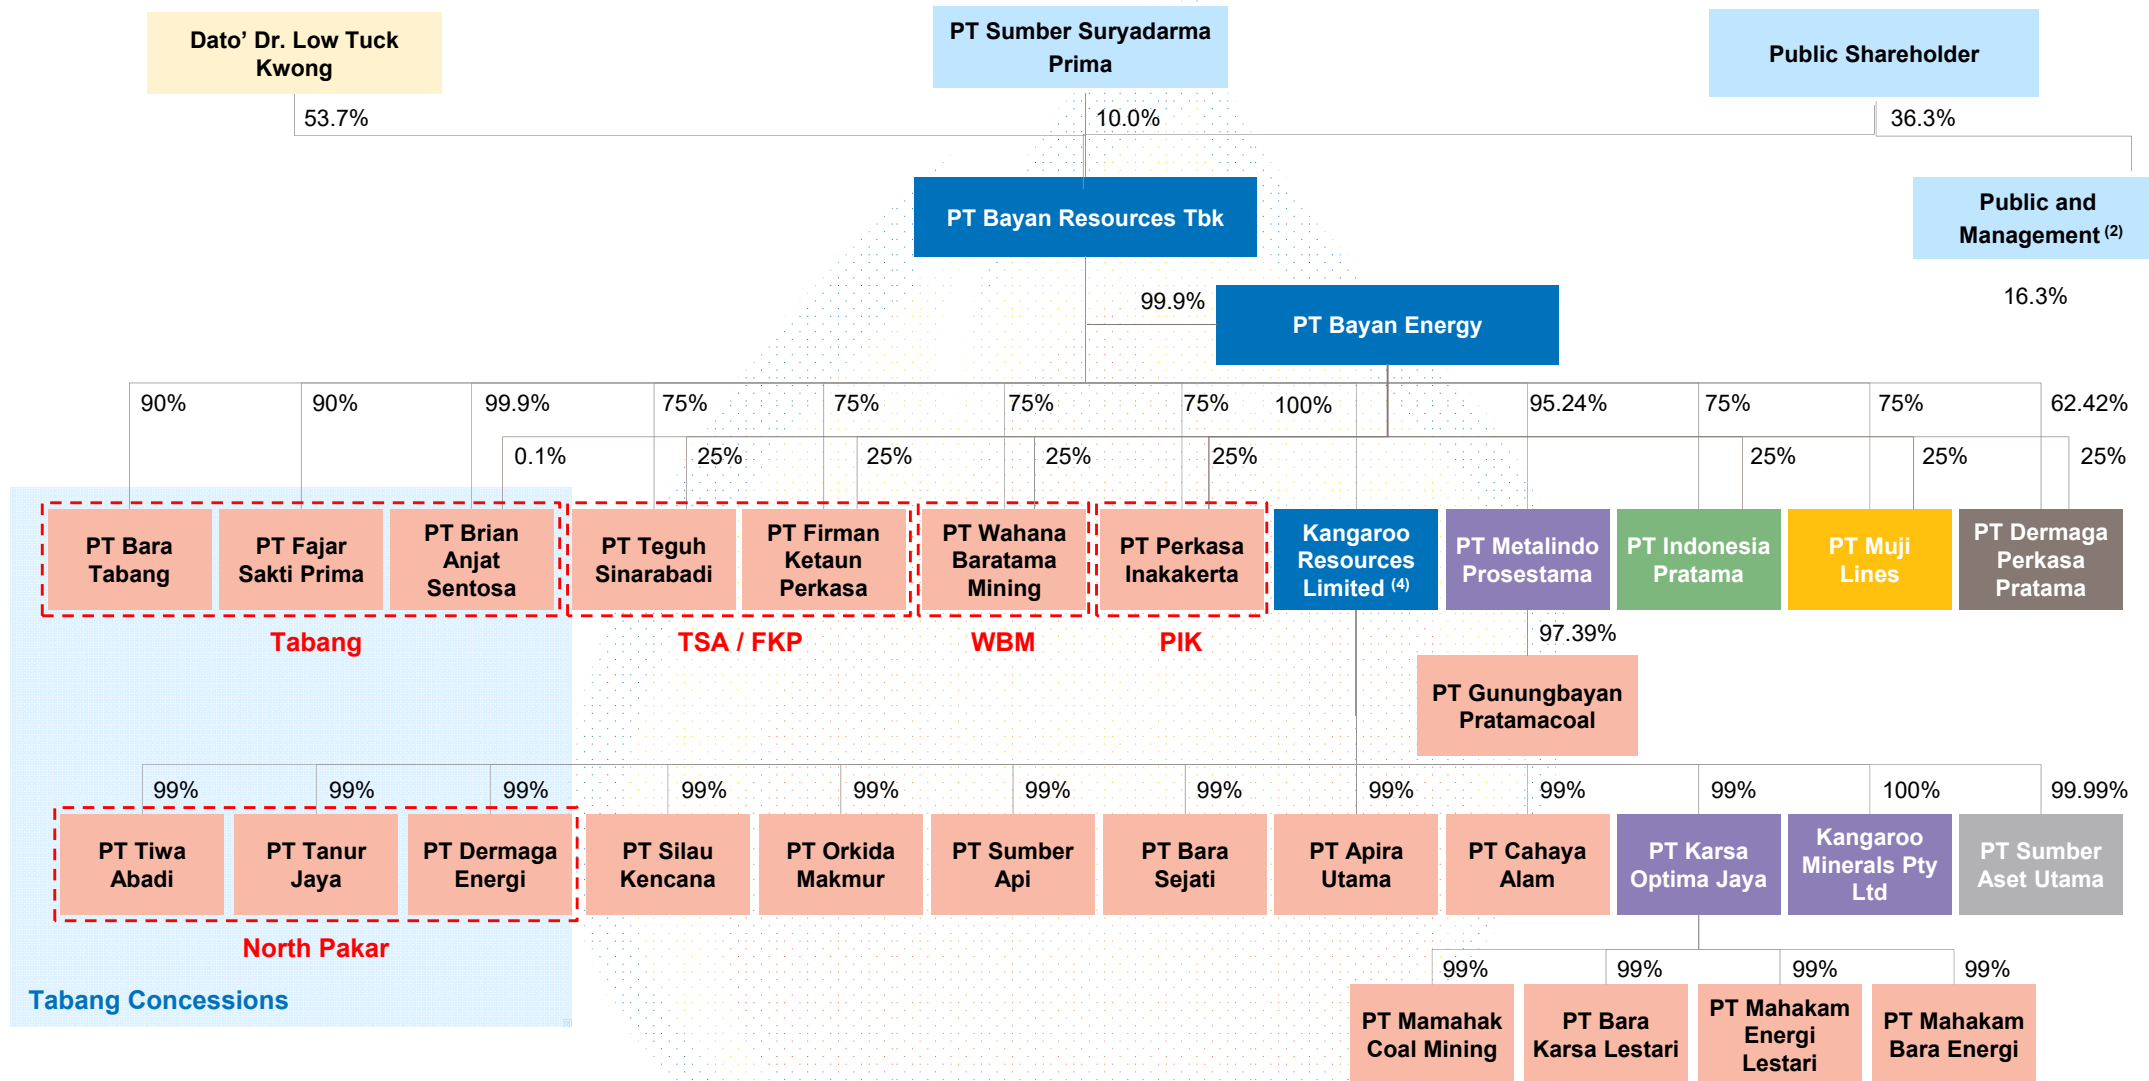 Dato’ Dr. Low Tuck
Kwong
PT Sumber Suryadarma
Prima
Public Shareholder
53.7%
10.0%
36.3%
PT Bayan Resources Tbk
Public and
Management (2)
16.3%
99.9%
PT Bayan Energy
90%
90%
99.9%
75%
75%
75%
75%
100%
95.24%
75%
75%
62.42%
0.1%
25%
25%
25%
25%
25%
25%
25%
PT Bara
Tabang
PT Fajar
Sakti Prima
PT Brian
Anjat
Sentosa
PT Teguh
Sinarabadi
PT Firman
Ketaun
Perkasa
PT Wahana
Baratama
Mining
PT Perkasa
Inakakerta
Kangaroo
Resources
Limited (4)
PT Metalindo
Prosestama
PT Indonesia
Pratama
PT Muji
Lines
PT Dermaga
Perkasa
Pratama
Tabang
TSA / FKP
WBM
PIK
97.39%
PT Gunungbayan
Pratamacoal
99%
99%
99%
99%
99%
99%
99%
99%
99%
99%
100%
99.99%
PT Tiwa
Abadi
PT Tanur
Jaya
PT Dermaga
Energi
PT Silau
Kencana
PT Orkida
Makmur
PT Sumber
Api
PT Bara
Sejati
PT Apira
Utama
PT Cahaya
Alam
PT Karsa
Optima Jaya
Kangaroo
Minerals Pty
Ltd
PT Sumber
Aset Utama
North Pakar
Tabang Concessions
99%
99%
99%
99%
PT Mamahak
Coal Mining
PT Bara
Karsa Lestari
PT Mahakam
Energi
Lestari
PT Mahakam
Bara Energi